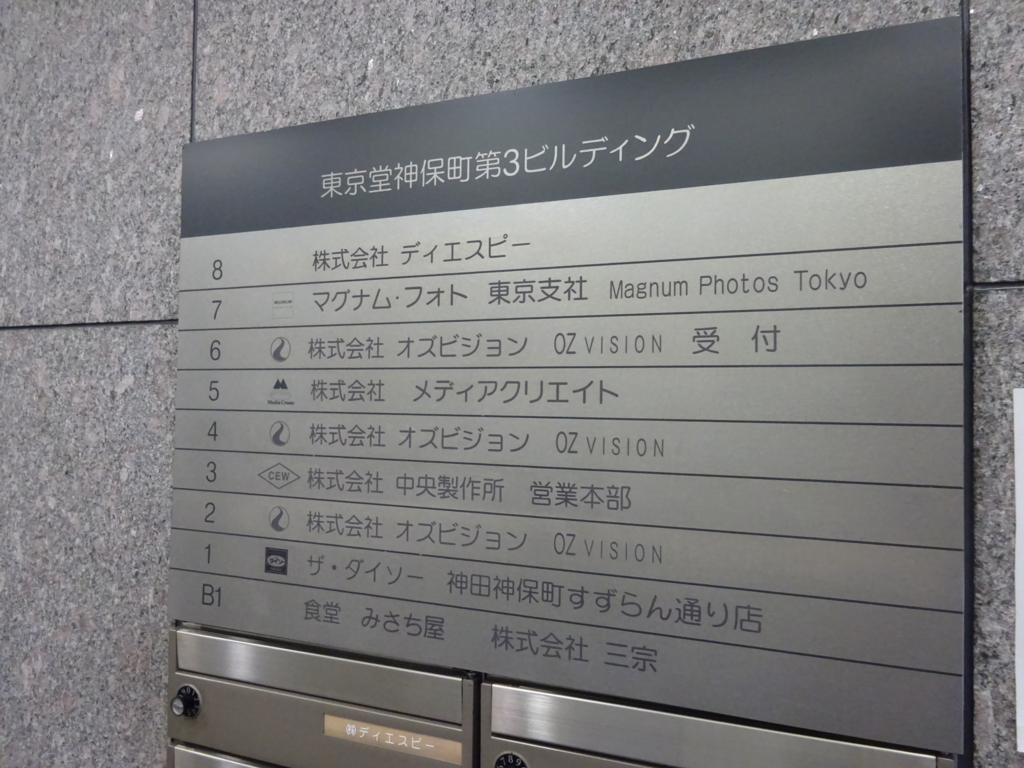 東京堂神保町第3ビルディング
8 株式会社 ディエスピー
7 マグナム・フォト 東京支社 Magnum Photos Tokyo
6 株式会社 オズビジョン OZ VISION 受 付
5 株式会社 メディアクリエイト
4 株式会社 オズビジョン OZ VISION
3 CEW 株式会社 中央製作所 営業本部
2 株式会社 オズビジョン OZ VISION
1 ザ・ダイソー 神田神保町すずらん通り店
B1 食堂 みさち屋 株式会社 三宗
㈱ディエスピー